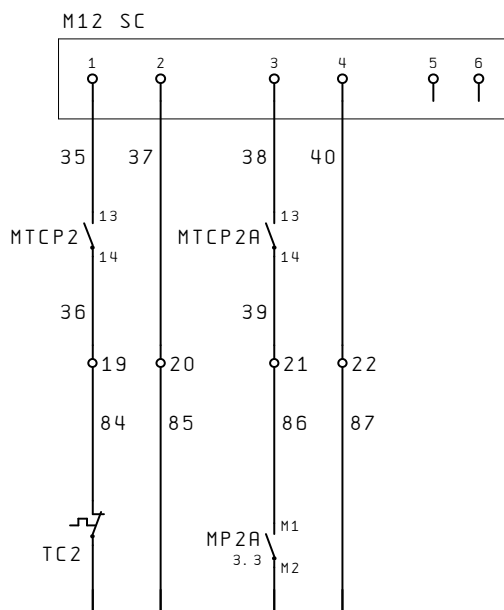 M12 SC
1 2 3 4 5 6
35 37 38 40
13 13
MTCP2 MTCP2A
14 14
36 39
19 20 21 22
84 85 86 87
M1
MP2A
TC2 3.3
M2